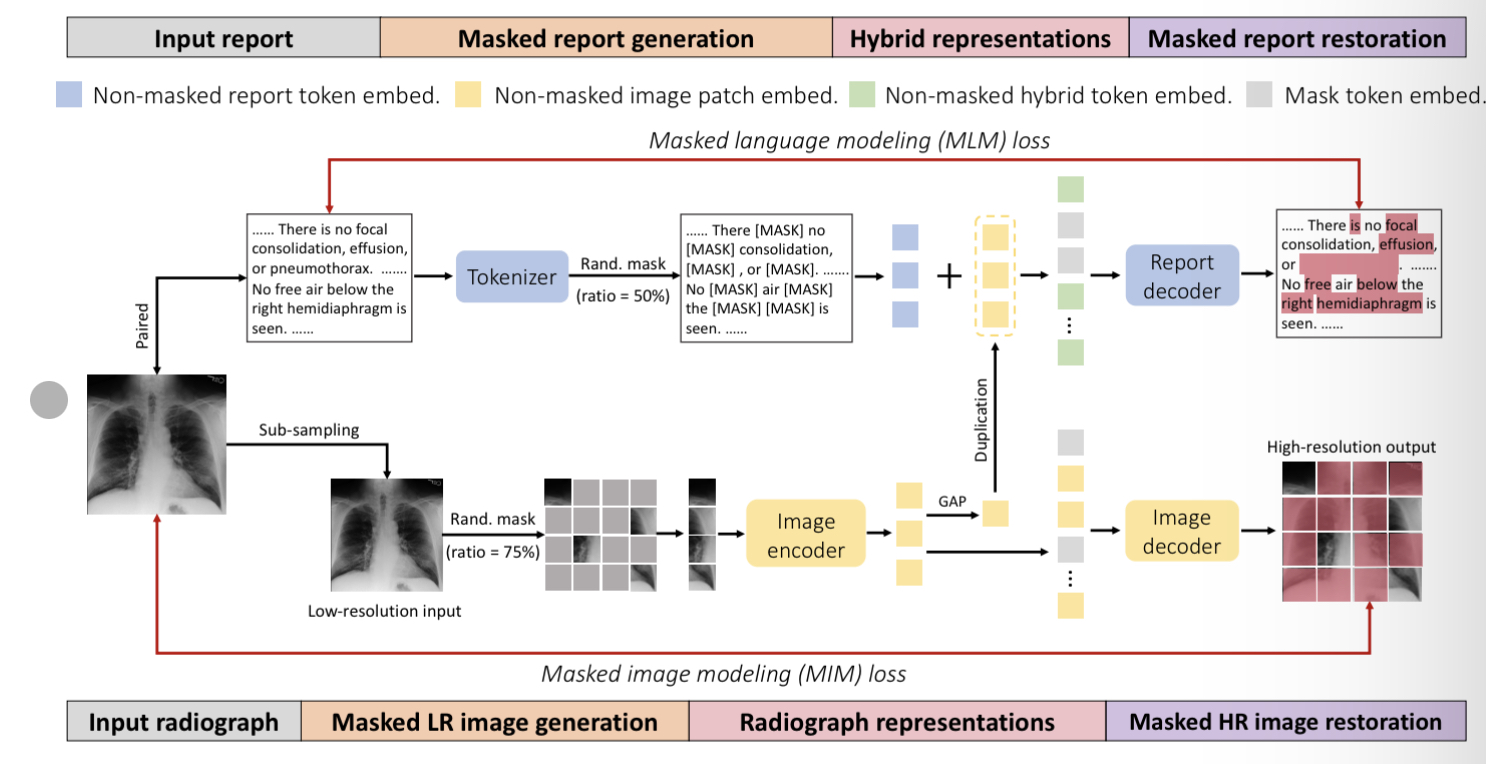 Input report
Masked report generation
Hybrid representations
Masked report restoration
Non-masked report token embed.
Non-masked image patch embed.
Non-masked hybrid token embed.
Mask token embed.
Masked language modeling (MLM) loss
...... There is no focal
consolidation, effusion,
or pneumothorax. .......
No free air below the
right hemidiaphragm is
seen. ......
Tokenizer
Rand. mask
(ratio = 50%)
...... There [MASK] no
[MASK] consolidation,
[MASK] , or [MASK]. .......
No [MASK] air [MASK]
the [MASK] [MASK] is
seen. ......
+
Report
decoder
...... There is no focal
consolidation, effusion,
or . .......
No free air below the
right hemidiaphragm is
seen. ......
Paired
Sub-sampling
Low-resolution input
Rand. mask
(ratio = 75%)
Image
encoder
GAP
Duplication
Image
decoder
High-resolution output
Masked image modeling (MIM) loss
Input radiograph
Masked LR image generation
Radiograph representations
Masked HR image restoration